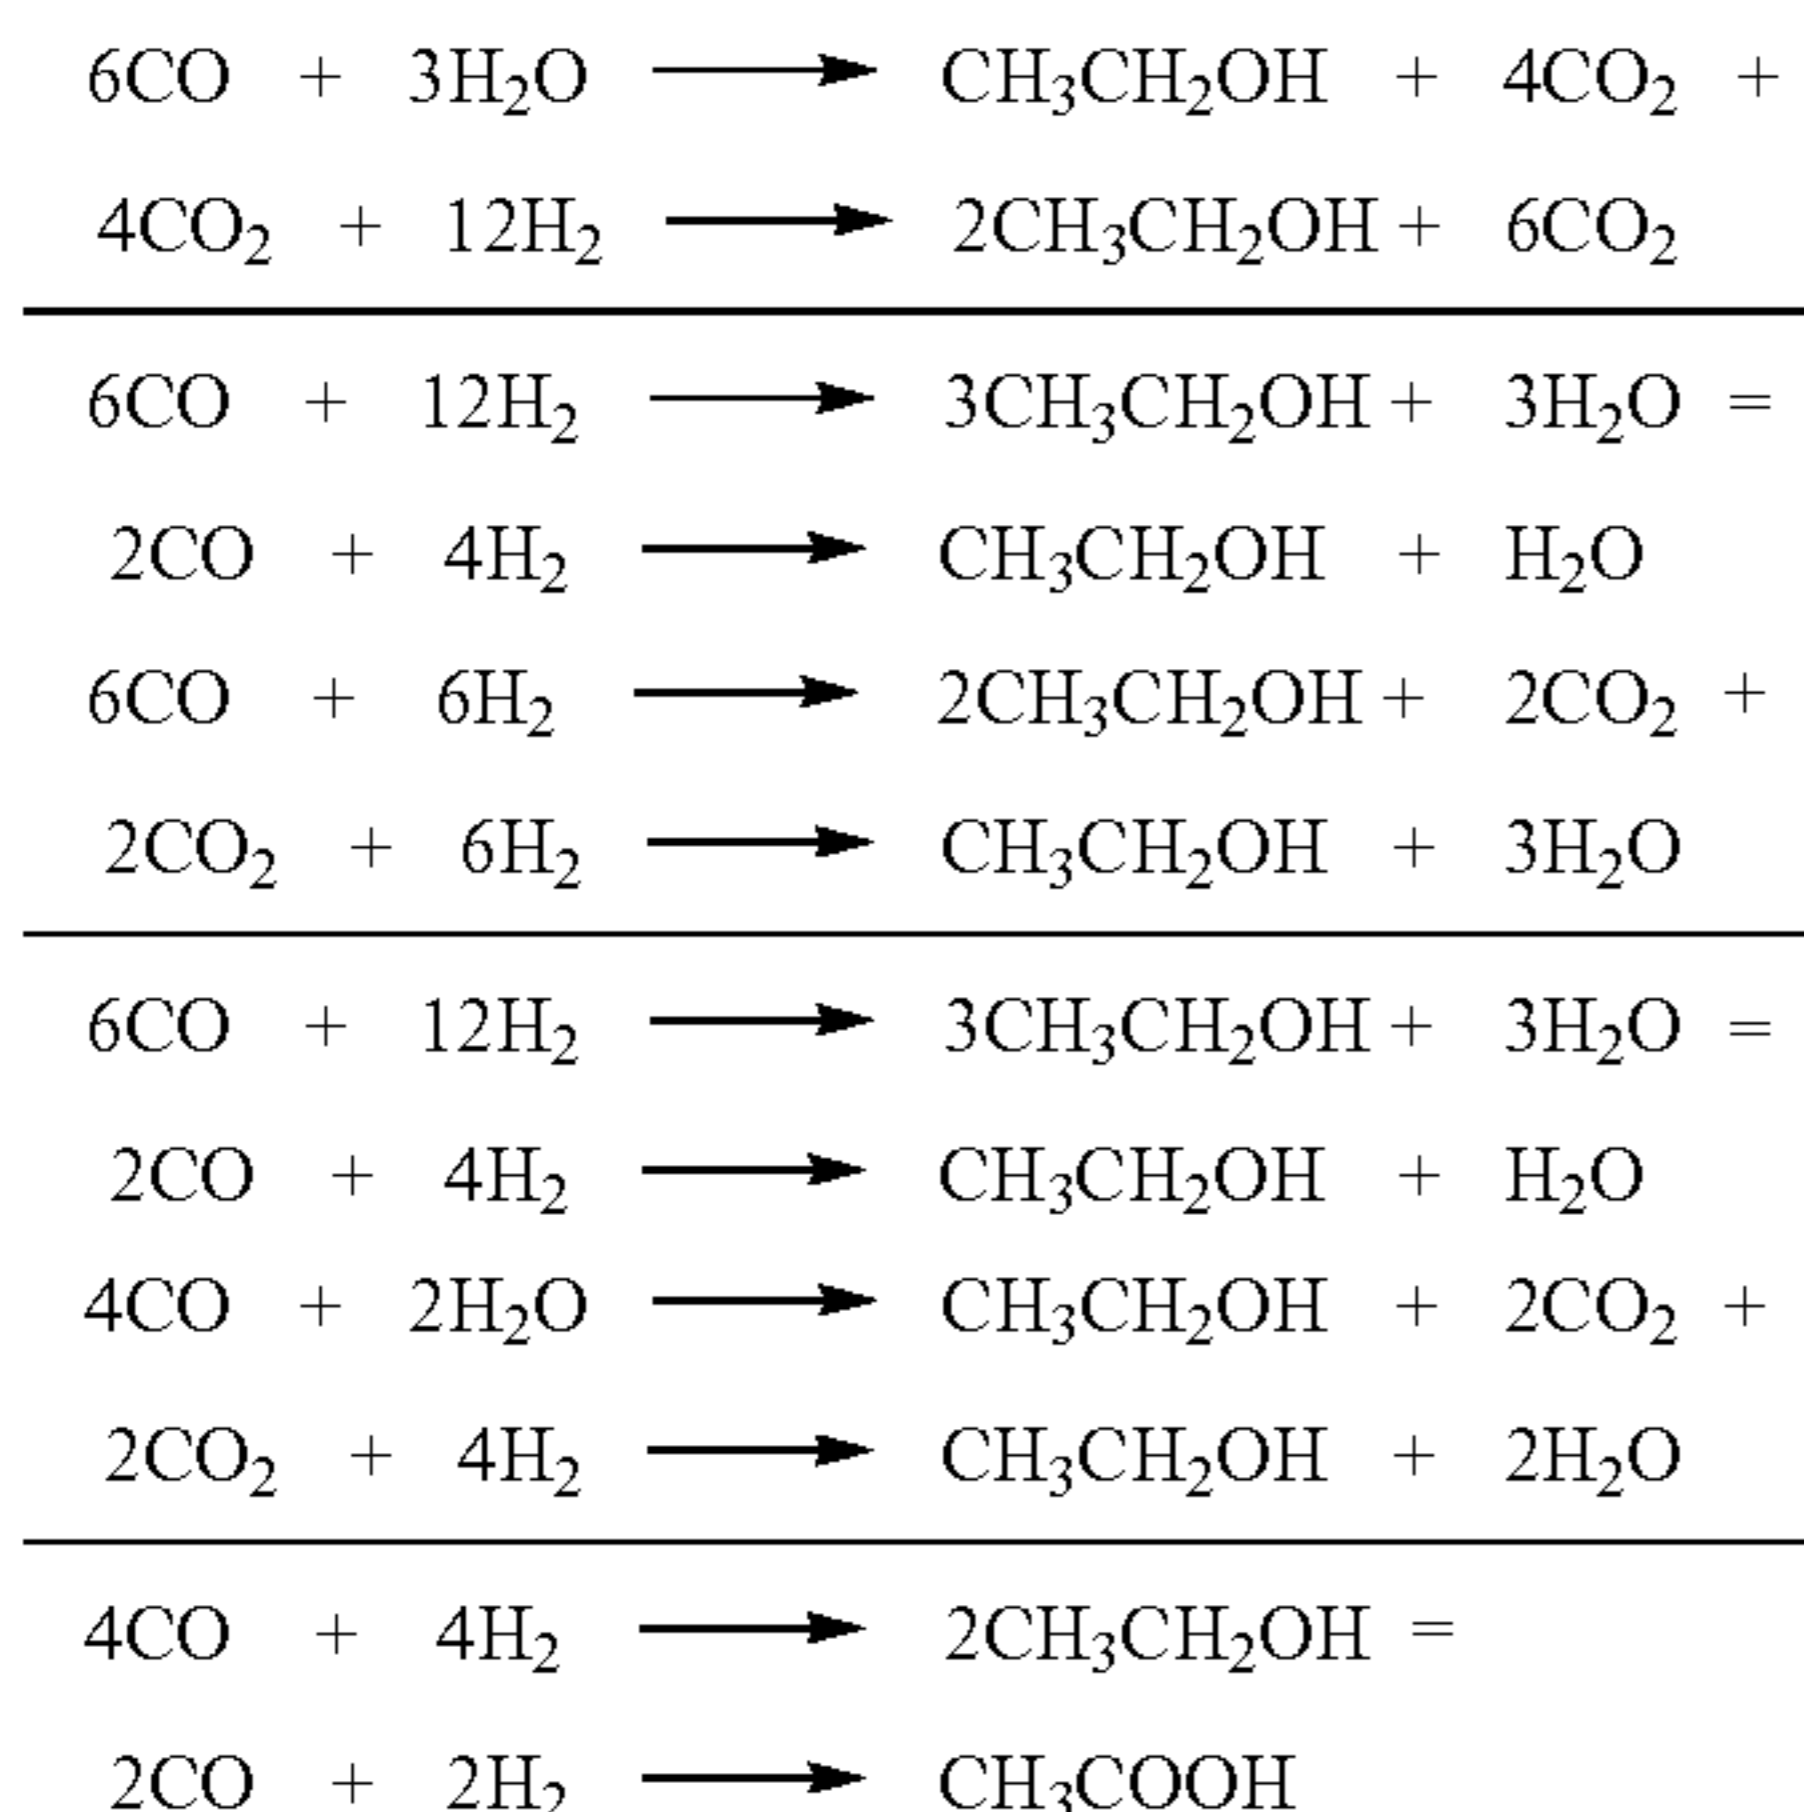 6CO + 3H₂O ⟶ CH₃CH₂OH + 4CO₂ +
4CO₂ + 12H₂ ⟶ 2CH₃CH₂OH + 6CO₂
6CO + 12H₂ ⟶ 3CH₃CH₂OH + 3H₂O =
2CO + 4H₂ ⟶ CH₃CH₂OH + H₂O
6CO + 6H₂ ⟶ 2CH₃CH₂OH + 2CO₂ +
2CO₂ + 6H₂ ⟶ CH₃CH₂OH + 3H₂O
6CO + 12H₂ ⟶ 3CH₃CH₂OH + 3H₂O =
2CO + 4H₂ ⟶ CH₃CH₂OH + H₂O
4CO + 2H₂O ⟶ CH₃CH₂OH + 2CO₂ +
2CO₂ + 4H₂ ⟶ CH₃CH₂OH + 2H₂O
4CO + 4H₂ ⟶ 2CH₃CH₂OH =
2CO + 2H₂ ⟶ CH₃COOH